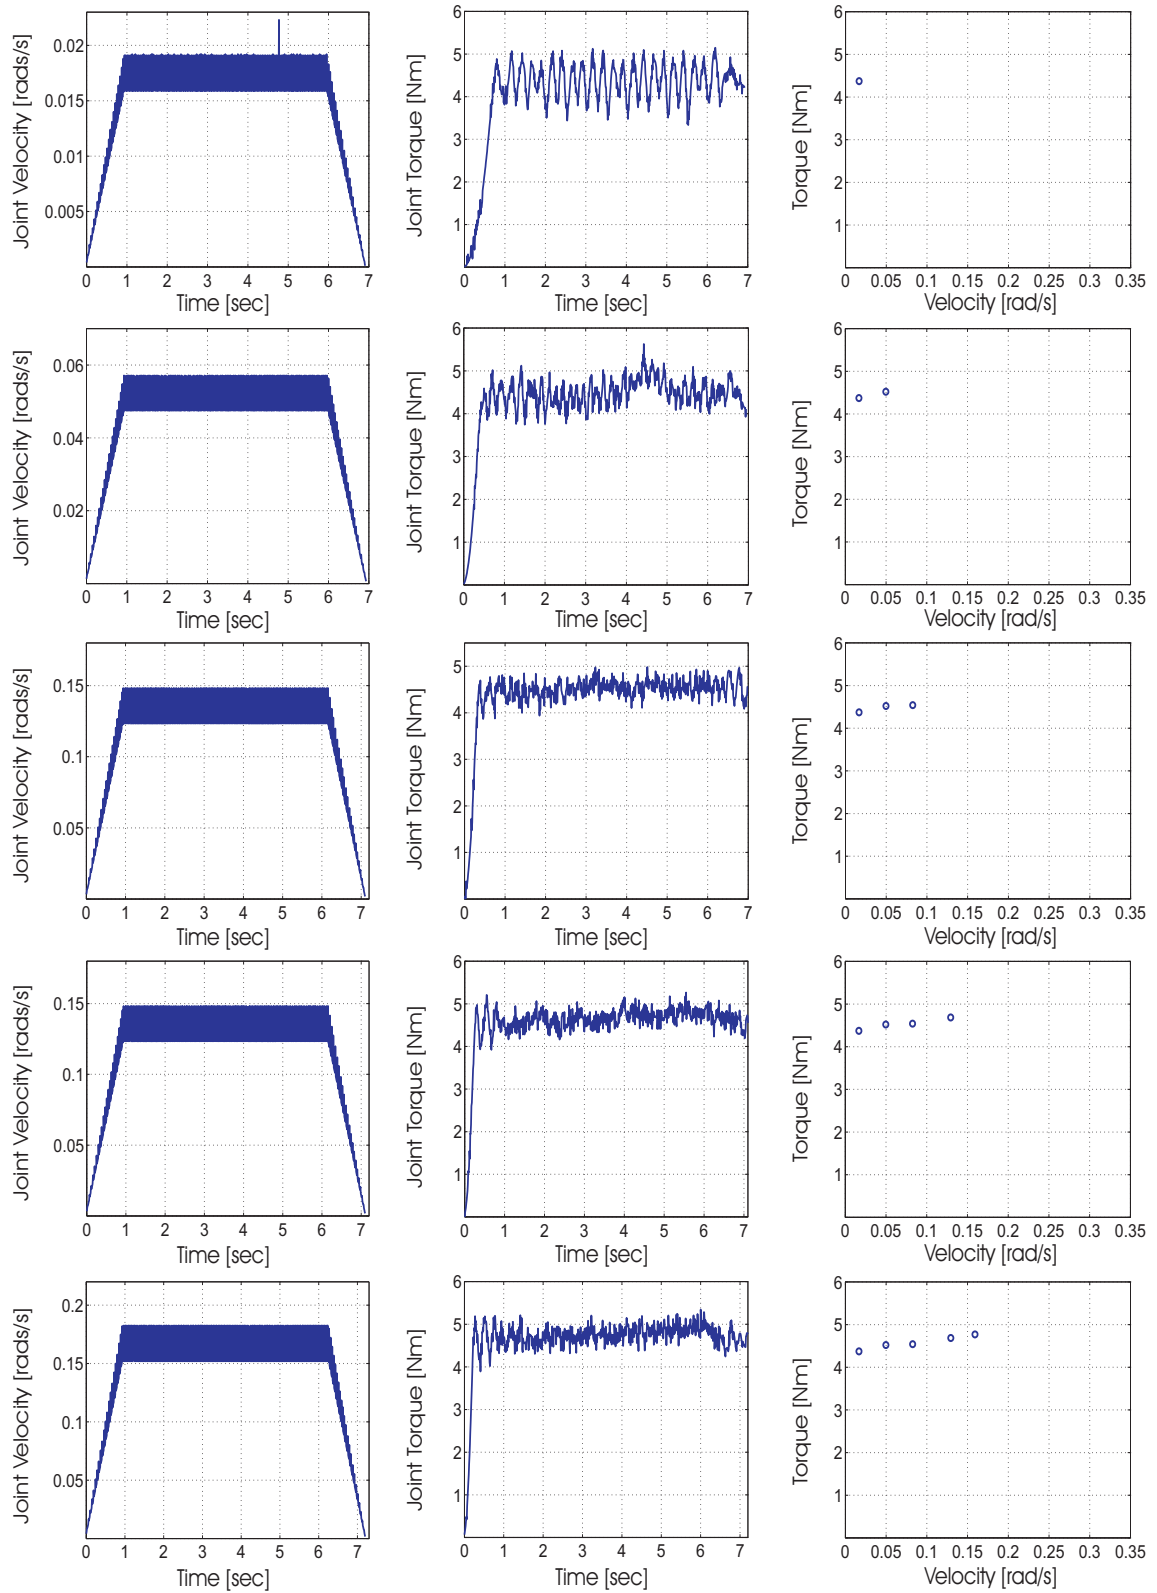 Joint Velocity [rads/s]
0.02
0.015
0.01
0.005
0 1 2 3 4 5 6 7
Time [sec]
Joint Torque [Nm]
6
5
4
3
2
1
0 1 2 3 4 5 6 7
Time [sec]
Torque [Nm]
6
5
4
3
2
1
0 0.05 0.1 0.15 0.2 0.25 0.3 0.35
Velocity [rad/s]
Joint Velocity [rads/s]
0.06
0.04
0.02
0 1 2 3 4 5 6 7
Time [sec]
Joint Torque [Nm]
6
5
4
3
2
1
0 1 2 3 4 5 6 7
Time [sec]
Torque [Nm]
6
5
4
3
2
1
0 0.05 0.1 0.15 0.2 0.25 0.3 0.35
Velocity [rad/s]
Joint Velocity [rads/s]
0.15
0.1
0.05
0 1 2 3 4 5 6 7
Time [sec]
Joint Torque [Nm]
5
4
3
2
1
0 1 2 3 4 5 6 7
Time [sec]
Torque [Nm]
6
5
4
3
2
1
0 0.05 0.1 0.15 0.2 0.25 0.3 0.35
Velocity [rad/s]
Joint Velocity [rads/s]
0.15
0.1
0.05
0 1 2 3 4 5 6 7
Time [sec]
Joint Torque [Nm]
6
5
4
3
2
1
0 1 2 3 4 5 6 7
Time [sec]
Torque [Nm]
6
5
4
3
2
1
0 0.05 0.1 0.15 0.2 0.25 0.3 0.35
Velocity [rad/s]
Joint Velocity [rads/s]
0.2
0.15
0.1
0.05
0 1 2 3 4 5 6 7
Time [sec]
Joint Torque [Nm]
6
5
4
3
2
1
0 1 2 3 4 5 6 7
Time [sec]
Torque [Nm]
6
5
4
3
2
1
0 0.05 0.1 0.15 0.2 0.25 0.3 0.35
Velocity [rad/s]